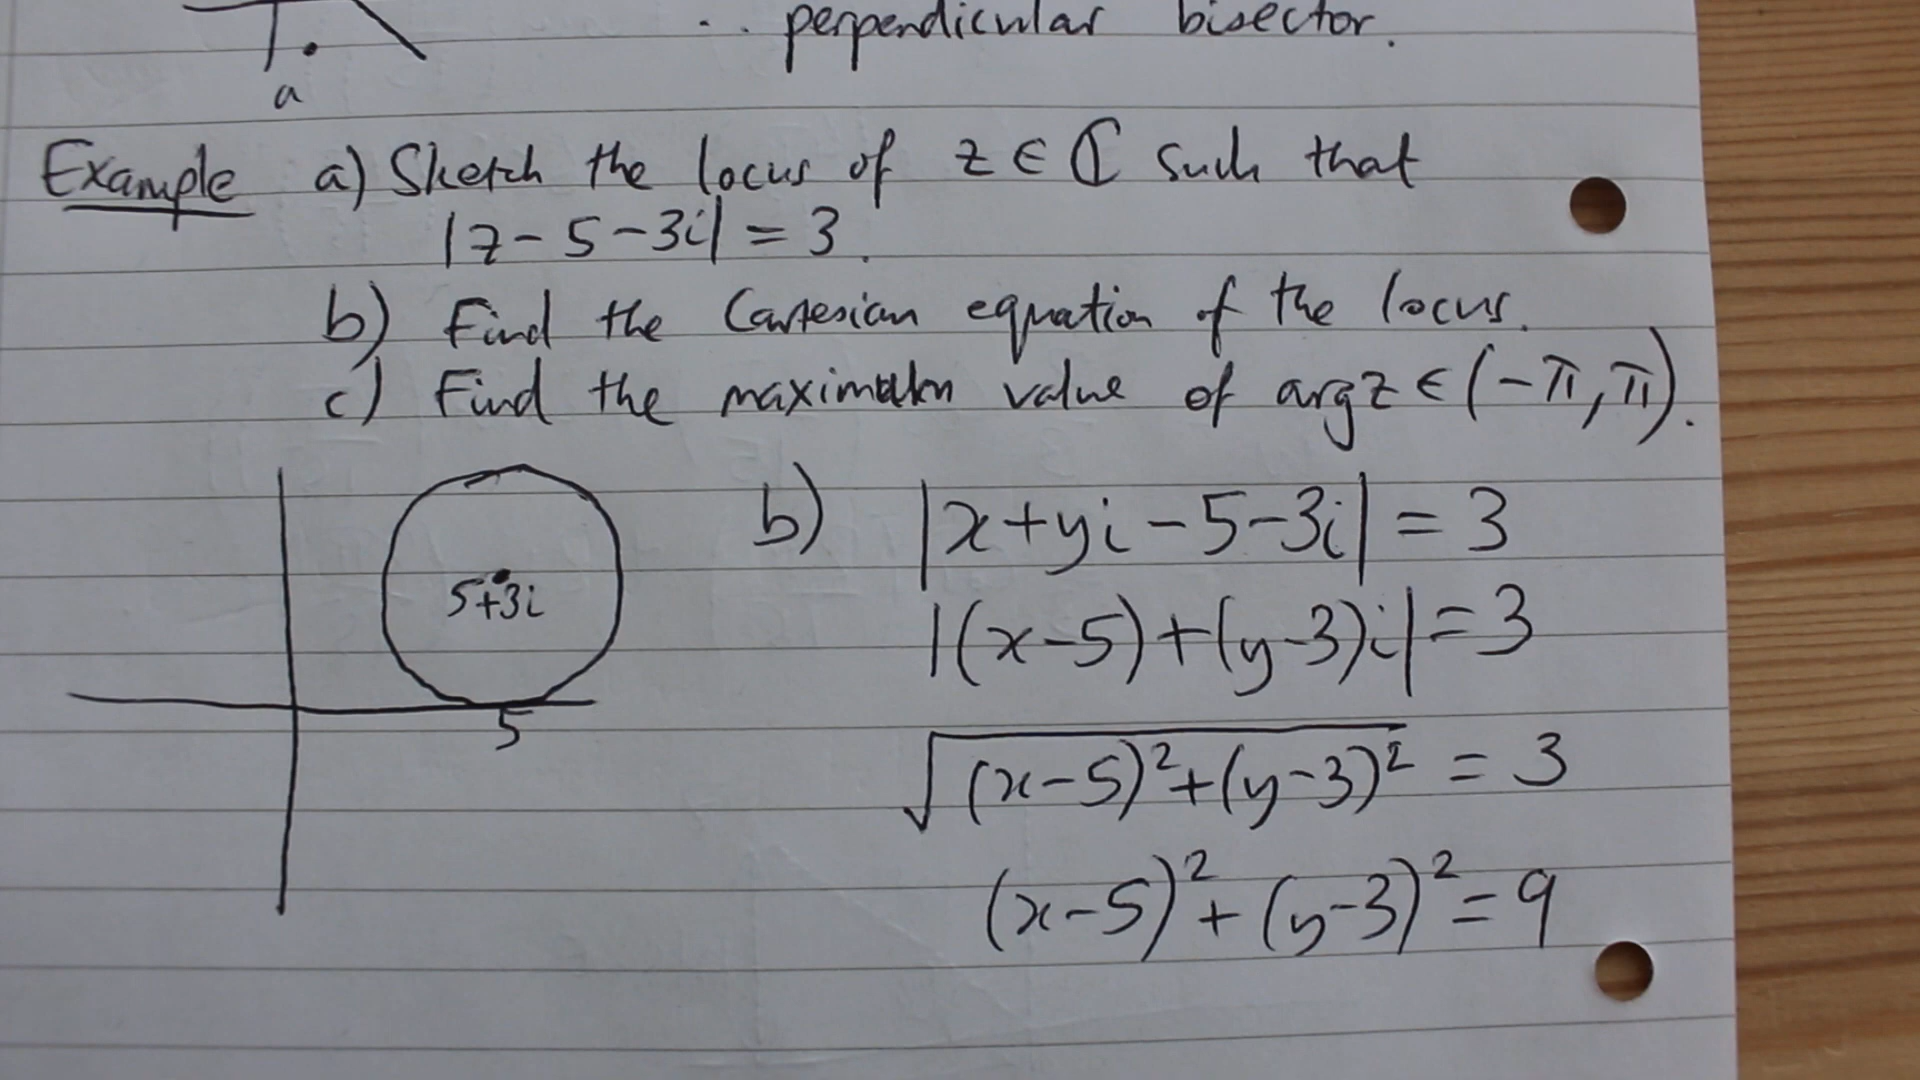 a
.. perpendicular bisector.
Example a) Sketch the locus of z ∈ ℂ such that
|z - 5 - 3i| = 3.
b) Find the Cartesian equation of the locus.
c) Find the maximum value of arg z ∈ (-π, π).
5+3i
5
b) |x + yi - 5 - 3i| = 3
|(x-5) + (y-3)i| = 3
√((x-5)² + (y-3)²) = 3
(x-5)² + (y-3)² = 9